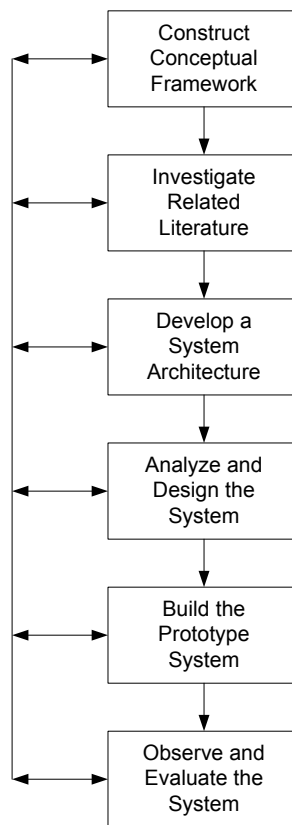 Construct
Conceptual
Framework
Investigate
Related
Literature
Develop a
System
Architecture
Analyze and
Design the
System
Build the
Prototype
System
Observe and
Evaluate the
System